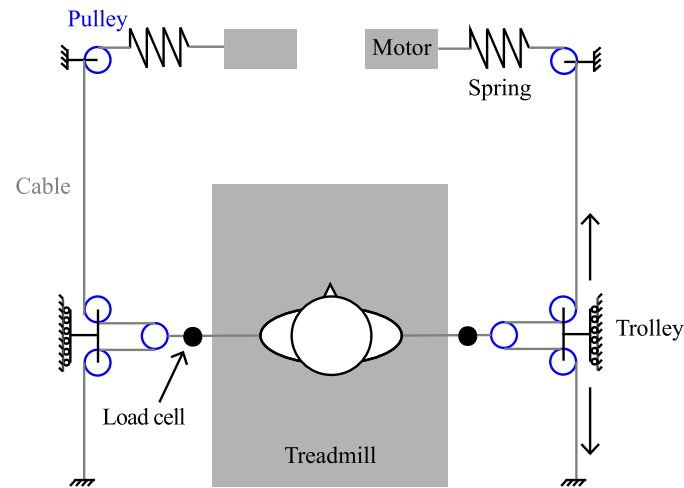 Pulley
Motor
Spring
Cable
Trolley
Load cell
Treadmill